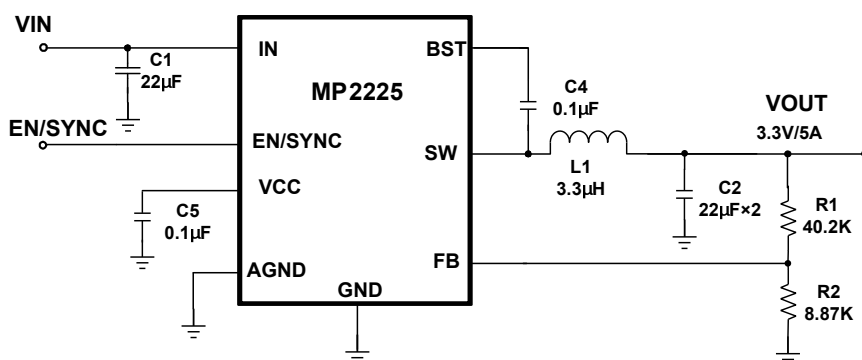 VIN
C1
22µF
IN
MP2225
BST
C4
0.1µF
VOUT
3.3V/5A
EN/SYNC
EN/SYNC
SW
L1
3.3µH
VCC
C5
0.1µF
C2
22µF×2
R1
40.2K
AGND
GND
FB
R2
8.87K